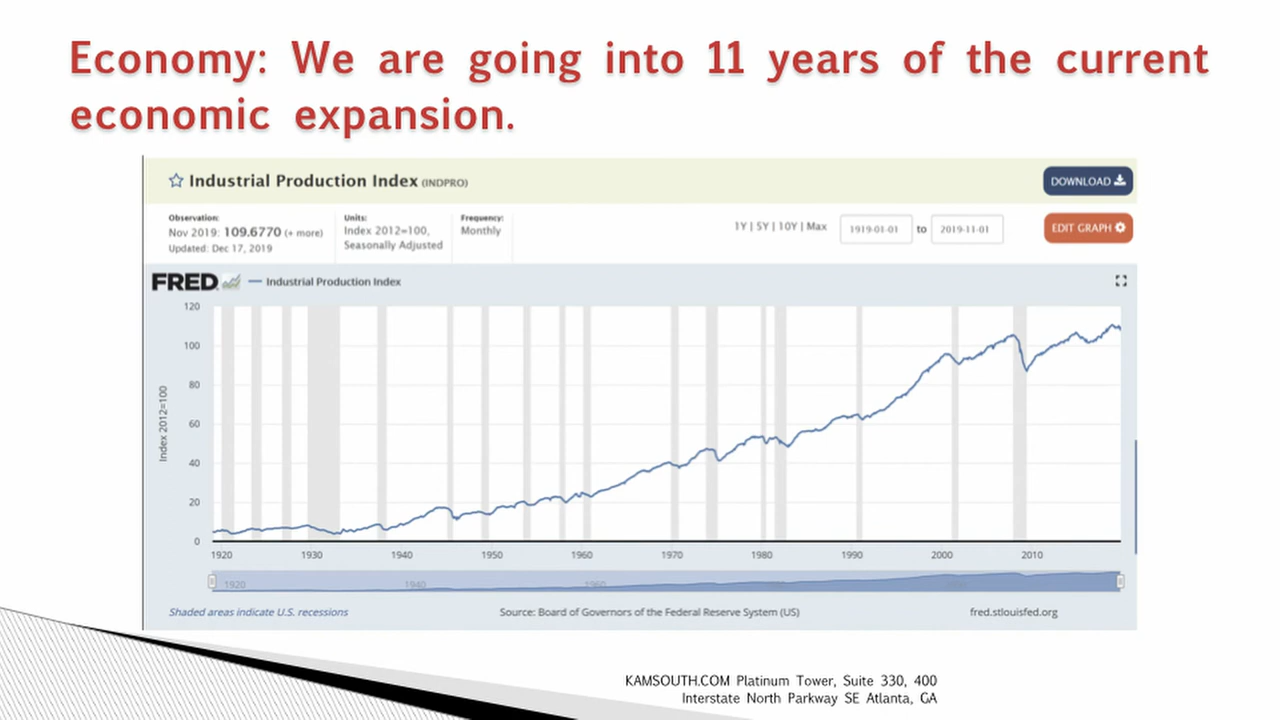 Economy: We are going into 11 years of the current
economic expansion.
Industrial Production Index (INDPRO)
DOWNLOAD
Observation:
Nov 2019: 109.6770 (+ more)
Updated: Dec 17, 2019
Units:
Index 2012=100,
Seasonally Adjusted
Frequency:
Monthly
1Y | 5Y | 10Y | Max
1919-01-01 to 2019-11-01
EDIT GRAPH
FRED
Industrial Production Index
120
100
80
60
40
20
0
Index 2012=100
1920 1930 1940 1950 1960 1970 1980 1990 2000 2010
1920 1940 1960
Shaded areas indicate U.S. recessions
Source: Board of Governors of the Federal Reserve System (US)
fred.stlouisfed.org
KAMSOUTH.COM Platinum Tower, Suite 330, 400
Interstate North Parkway SE Atlanta, GA